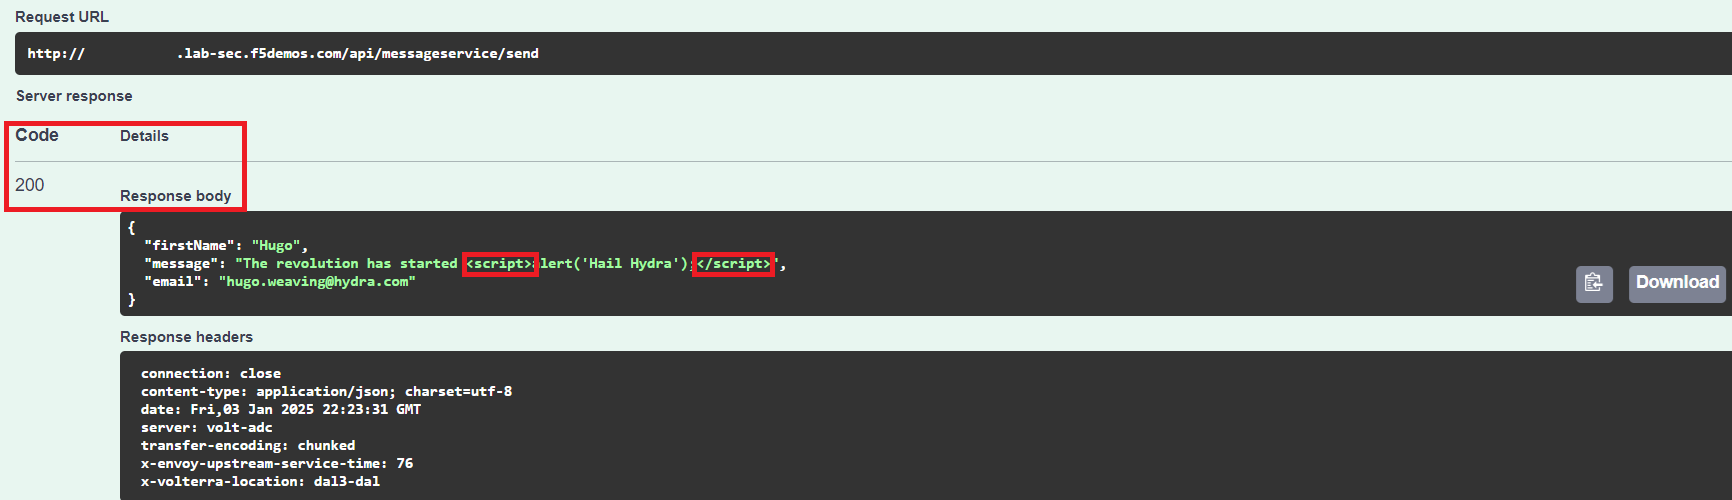 Request URL
http:// .lab-sec.f5demos.com/api/messageservice/send
Server response
Code Details
200
Response body
{
"firstName": "Hugo",
"message": "The revolution has started <script>alert('Hail Hydra');</script>",
"email": "hugo.weaving@hydra.com"
}
Download
Response headers
connection: close
content-type: application/json; charset=utf-8
date: Fri,03 Jan 2025 22:23:31 GMT
server: volt-adc
transfer-encoding: chunked
x-envoy-upstream-service-time: 76
x-volterra-location: dal3-dal